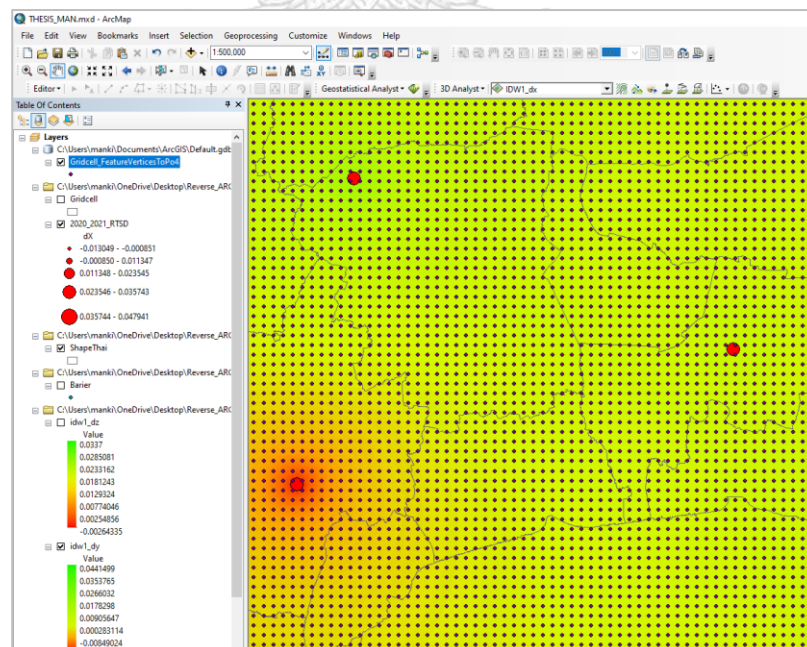 THESIS_MAN.mxd - ArcMap
File Edit View Bookmarks Insert Selection Geoprocessing Customize Windows Help
1:500.000
Editor Geostatistical Analyst 3D Analyst IDW1_dx
Table Of Contents
Layers
C:\Users\manki\Documents\ArcGIS\Default.gdb
Gridcell_FeatureVerticesToPo4
C:\Users\manki\OneDrive\Desktop\Reverse_ARC
Gridcell
2020_2021_RTSD
dX
-0.013049 - -0.000851
-0.000850 - 0.011347
0.011348 - 0.023545
0.023546 - 0.035743
0.035744 - 0.047941
C:\Users\manki\OneDrive\Desktop\Reverse_ARC
ShapeThai
C:\Users\manki\OneDrive\Desktop\Reverse_ARC
Barier
C:\Users\manki\OneDrive\Desktop\Reverse_ARC
idw1_dz
Value
0.0337
0.0285081
0.0233162
0.0181243
0.0129324
0.00774046
0.00254856
-0.00264335
idw1_dy
Value
0.0441499
0.0353765
0.0266032
0.0178298
0.00905647
0.000283114
-0.00849024